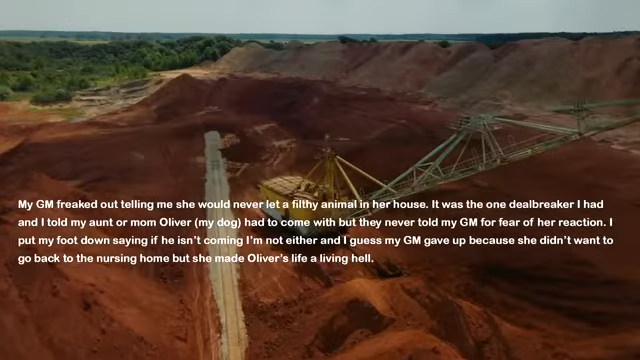 My GM freaked out telling me she would never let a filthy animal in her house. It was the one dealbreaker I had
and I told my aunt or mom Oliver (my dog) had to come with but they never told my GM for fear of her reaction. I
put my foot down saying if he isn't coming I'm not either and I guess my GM gave up because she didn't want to
go back to the nursing home but she made Oliver's life a living hell.